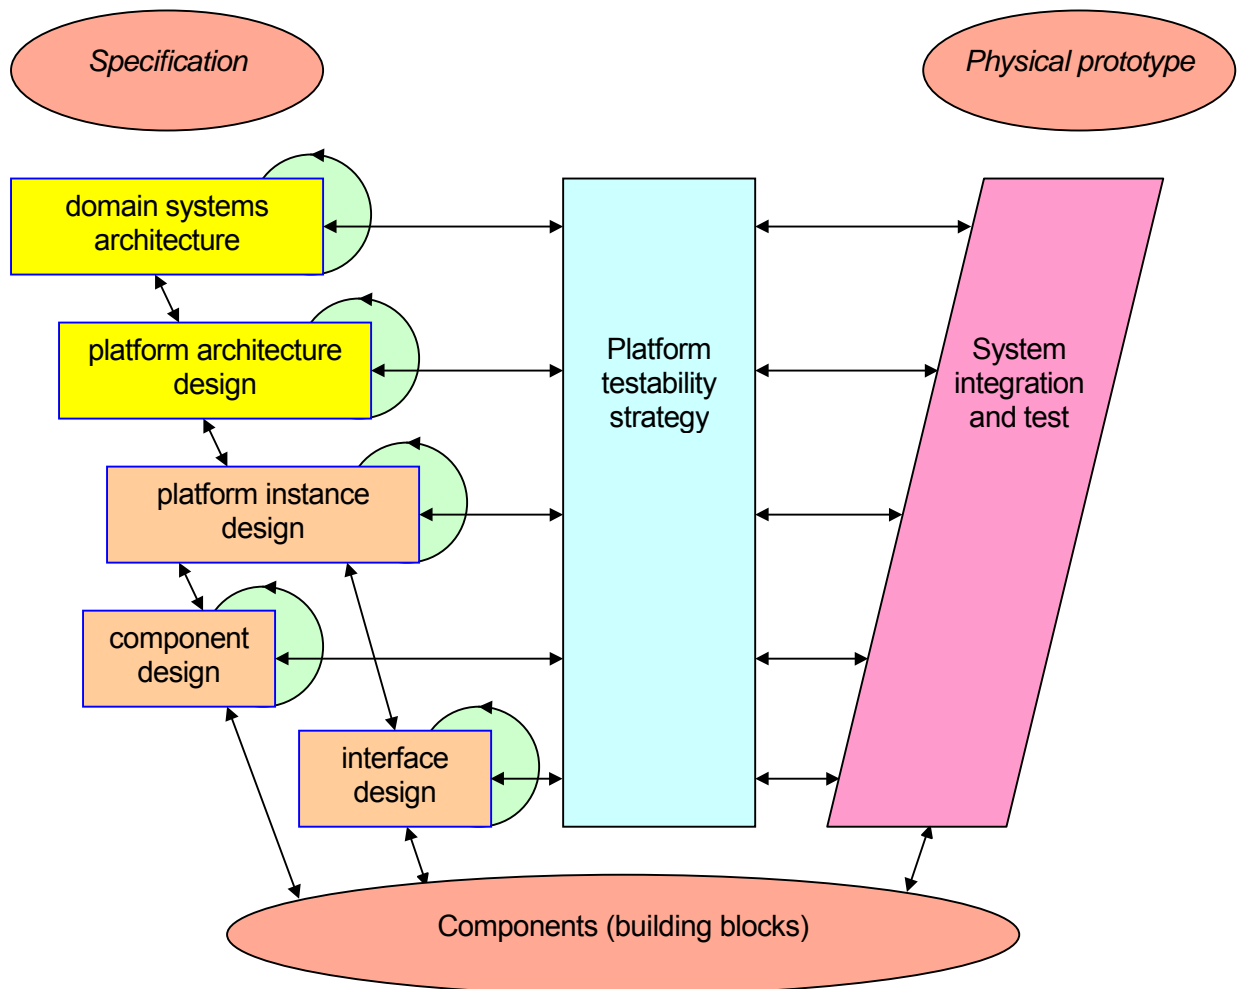 Specification
Physical prototype
domain systems
architecture
platform architecture
design
Platform
testability
strategy
System
integration
and test
platform instance
design
component
design
interface
design
Components (building blocks)